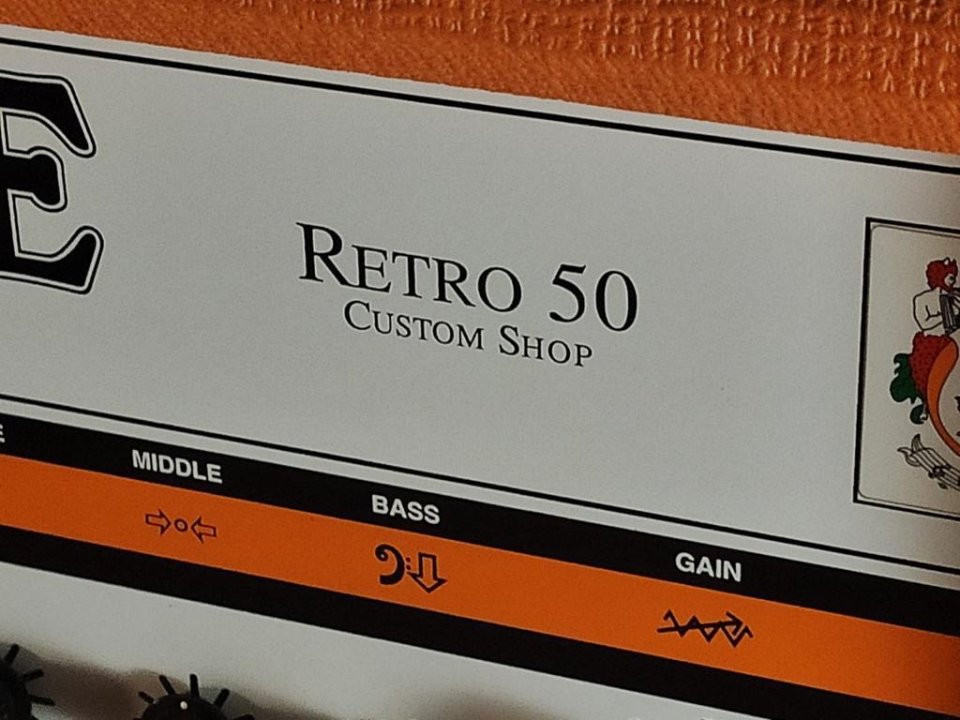 E
RETRO 50
CUSTOM SHOP
E
MIDDLE
BASS
GAIN